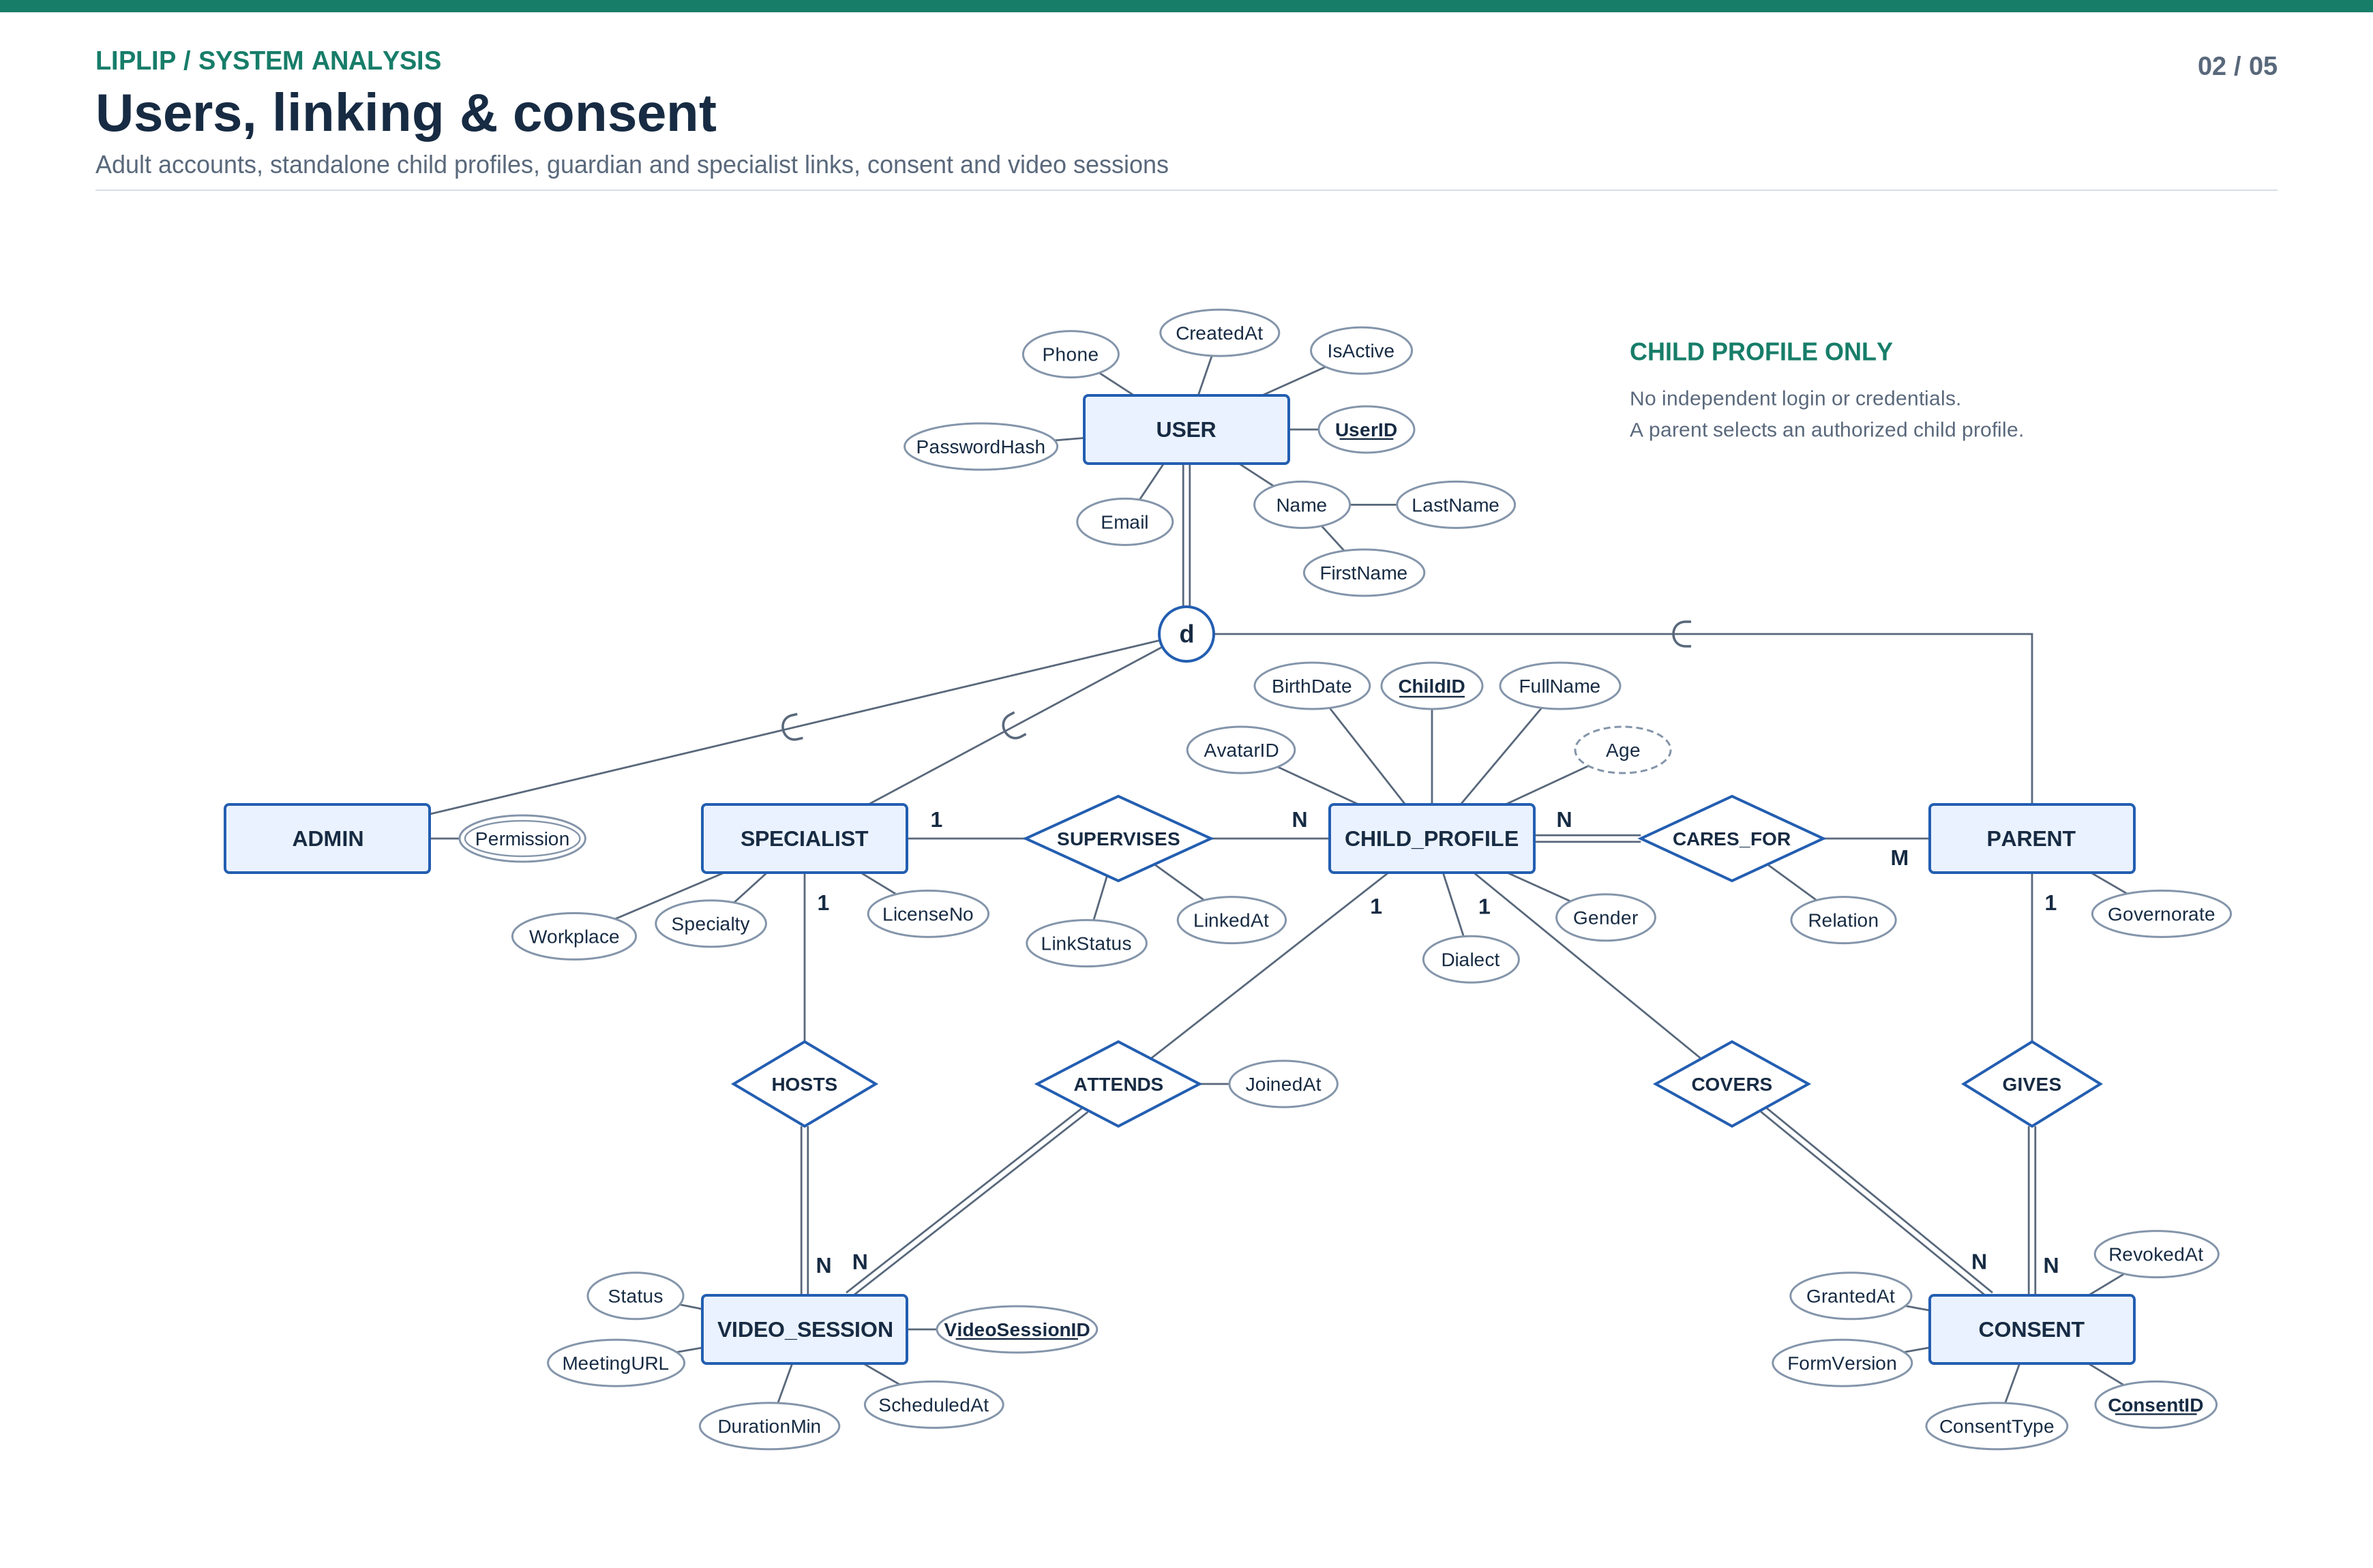 LIPLIP / SYSTEM ANALYSIS
02 / 05
Users, linking & consent
Adult accounts, standalone child profiles, guardian and specialist links, consent and video sessions
CreatedAt
Phone
IsActive
CHILD PROFILE ONLY
No independent login or credentials.
A parent selects an authorized child profile.
USER
UserID
PasswordHash
Name
LastName
Email
FirstName
d
BirthDate
ChildID
FullName
AvatarID
Age
1
N
N
ADMIN
Permission
SPECIALIST
SUPERVISES
CHILD_PROFILE
CARES_FOR
PARENT
M
1
1
1
1
Workplace
Specialty
LicenseNo
LinkStatus
LinkedAt
Dialect
Gender
Relation
Governorate
HOSTS
ATTENDS
JoinedAt
COVERS
GIVES
N
N
N
N
RevokedAt
Status
GrantedAt
VIDEO_SESSION
VideoSessionID
CONSENT
MeetingURL
FormVersion
ScheduledAt
ConsentID
DurationMin
ConsentType